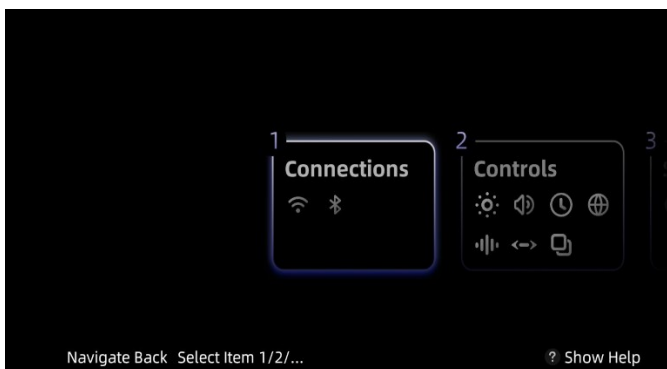 1
Connections
2
Controls
3
Navigate Back Select Item 1/2/...
? Show Help